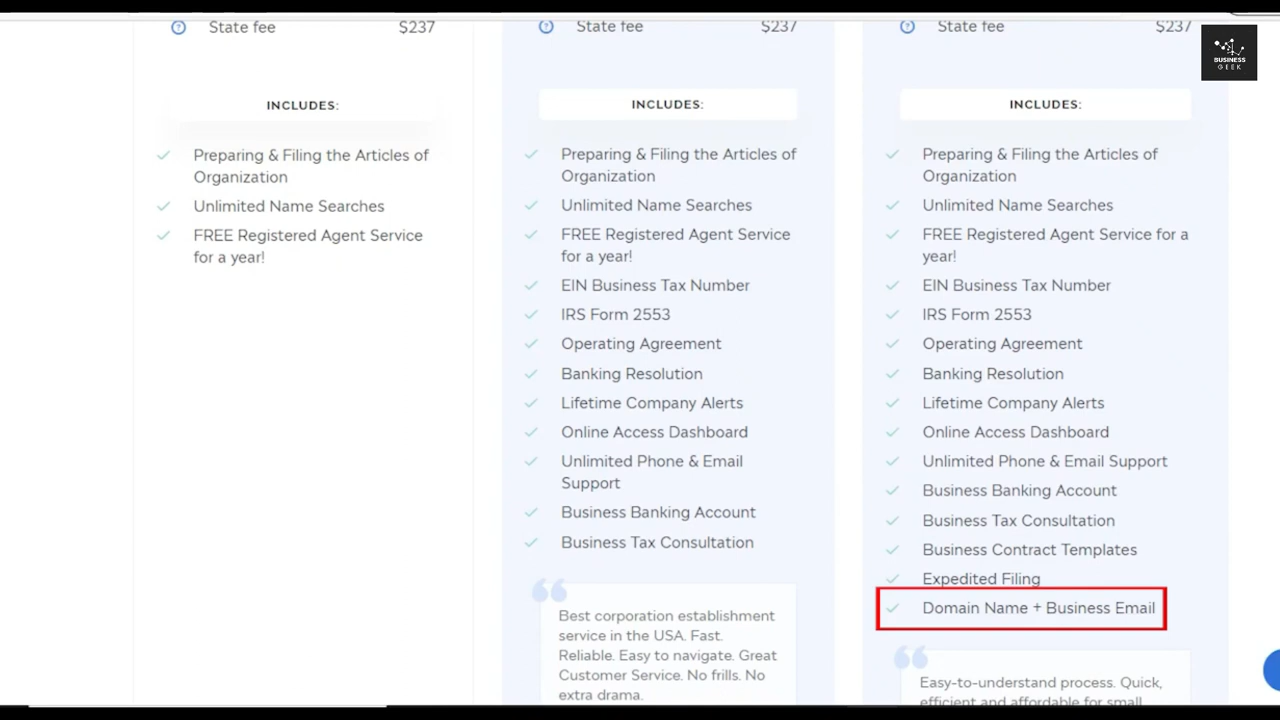 State fee $237
INCLUDES:
Preparing & Filing the Articles of
Organization
Unlimited Name Searches
FREE Registered Agent Service
for a year!
State fee $237
INCLUDES:
Preparing & Filing the Articles of
Organization
Unlimited Name Searches
FREE Registered Agent Service
for a year!
EIN Business Tax Number
IRS Form 2553
Operating Agreement
Banking Resolution
Lifetime Company Alerts
Online Access Dashboard
Unlimited Phone & Email
Support
Business Banking Account
Business Tax Consultation
Best corporation establishment
service in the USA. Fast.
Reliable. Easy to navigate. Great
Customer Service. No frills. No
extra drama.
State fee $237
INCLUDES:
Preparing & Filing the Articles of
Organization
Unlimited Name Searches
FREE Registered Agent Service for a
year!
EIN Business Tax Number
IRS Form 2553
Operating Agreement
Banking Resolution
Lifetime Company Alerts
Online Access Dashboard
Unlimited Phone & Email Support
Business Banking Account
Business Tax Consultation
Business Contract Templates
Expedited Filing
Domain Name + Business Email
Easy-to-understand process. Quick,
efficient and affordable for small
BUSINESS
GEEK